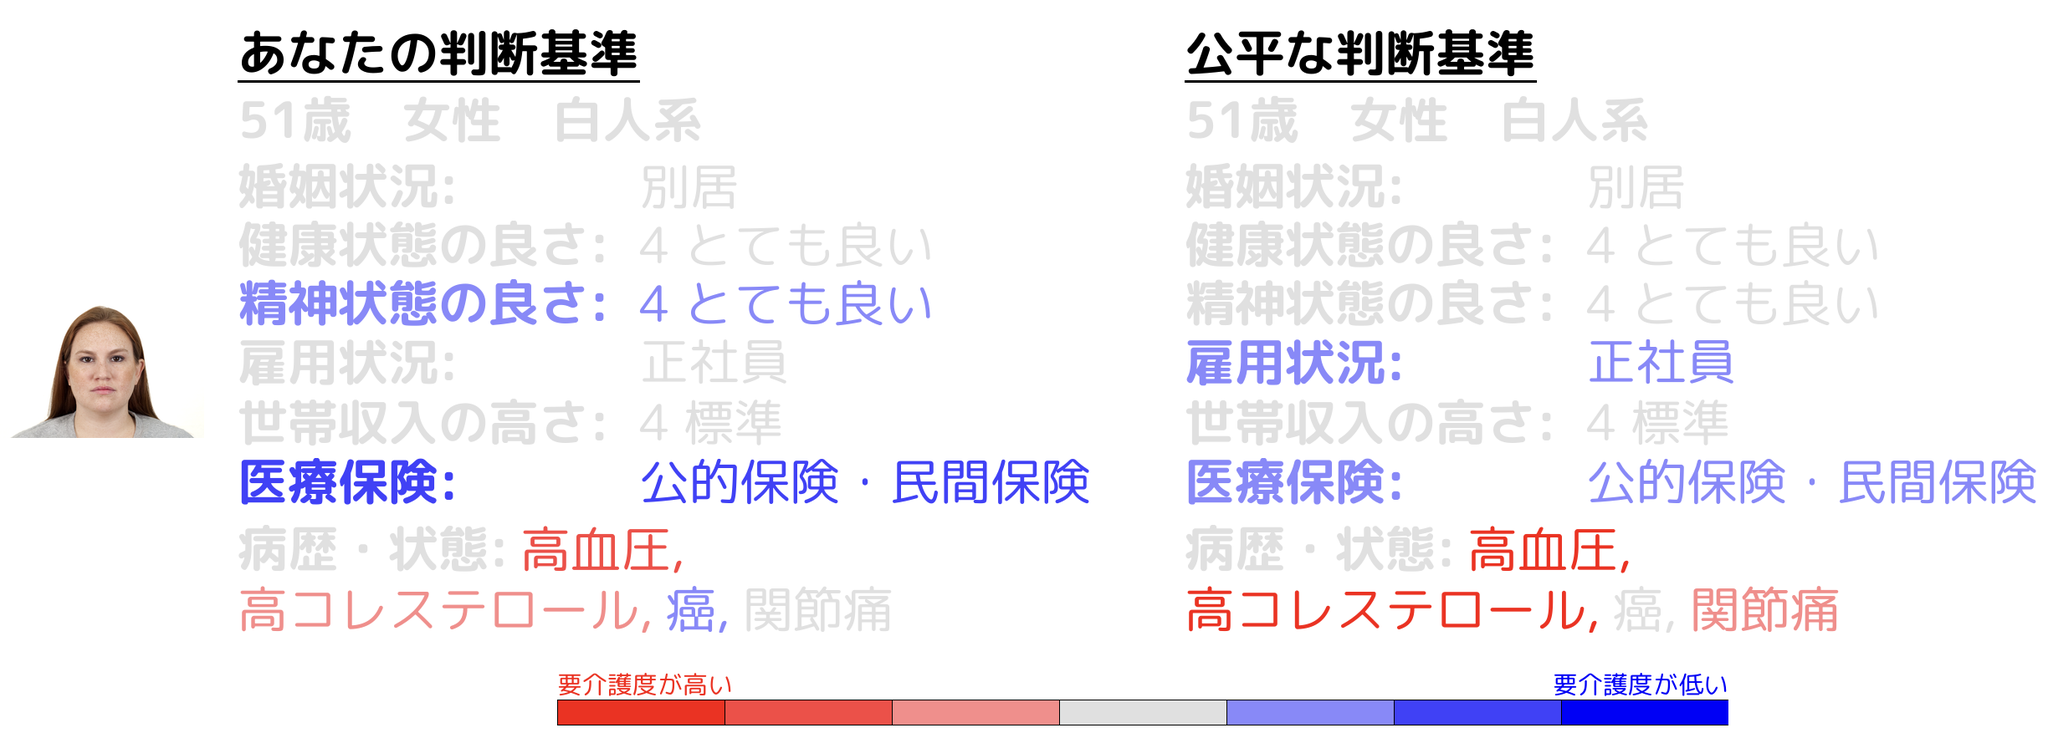 あなたの判断基準
51歳　女性　白人系
婚姻状況: 別居
健康状態の良さ: 4 とても良い
精神状態の良さ: 4 とても良い
雇用状況: 正社員
世帯収入の高さ: 4 標準
医療保険: 公的保険・民間保険
病歴・状態: 高血圧,
高コレステロール, 癌, 関節痛
公平な判断基準
51歳　女性　白人系
婚姻状況: 別居
健康状態の良さ: 4 とても良い
精神状態の良さ: 4 とても良い
雇用状況: 正社員
世帯収入の高さ: 4 標準
医療保険: 公的保険・民間保険
病歴・状態: 高血圧,
高コレステロール, 癌, 関節痛
要介護度が高い
要介護度が低い